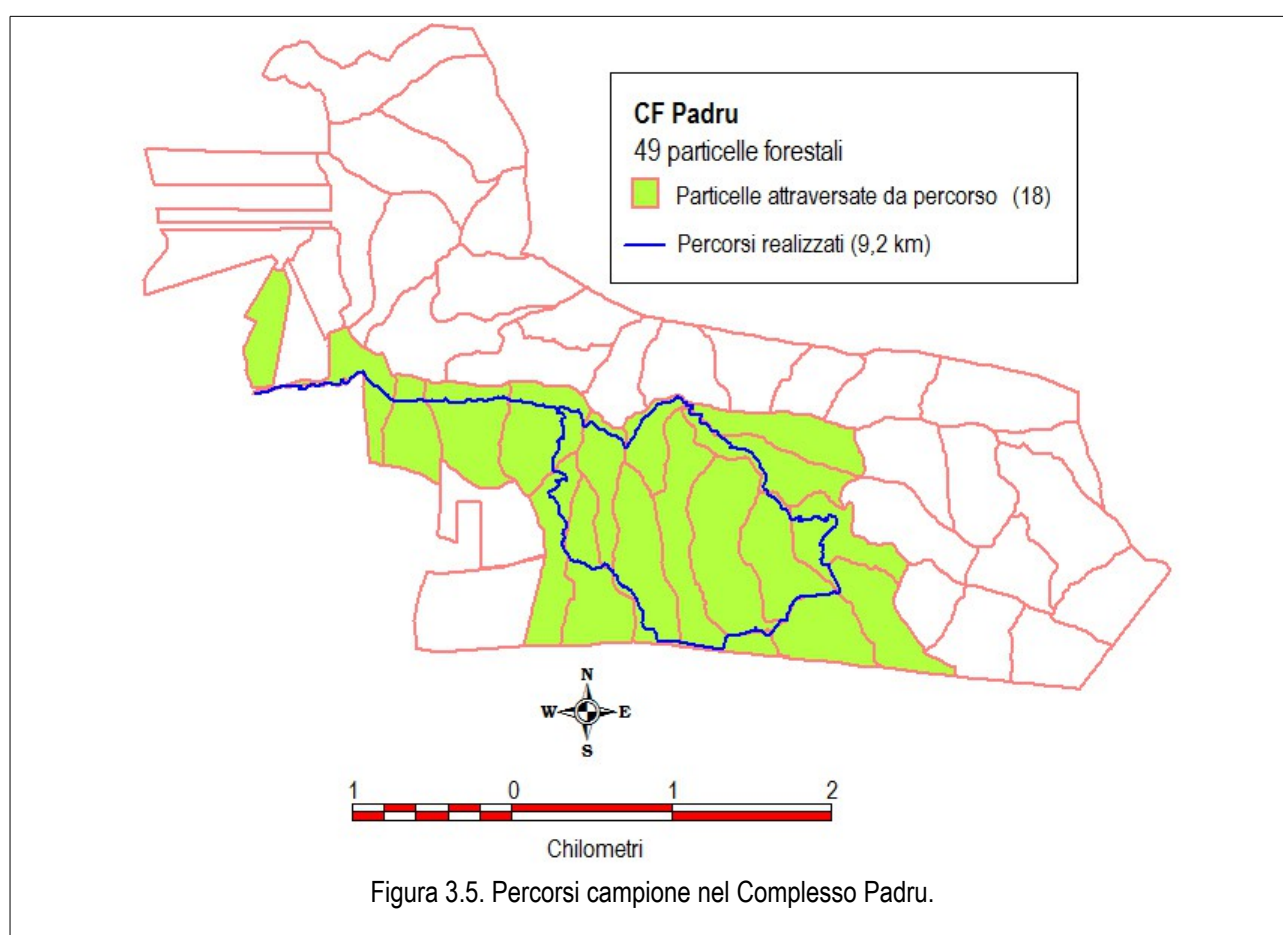 CF Padru
49 particelle forestali
Particelle attraversate da percorso (18)
Percorsi realizzati (9,2 km)
N
W E
S
1 0 1 2
Chilometri
Figura 3.5. Percorsi campione nel Complesso Padru.